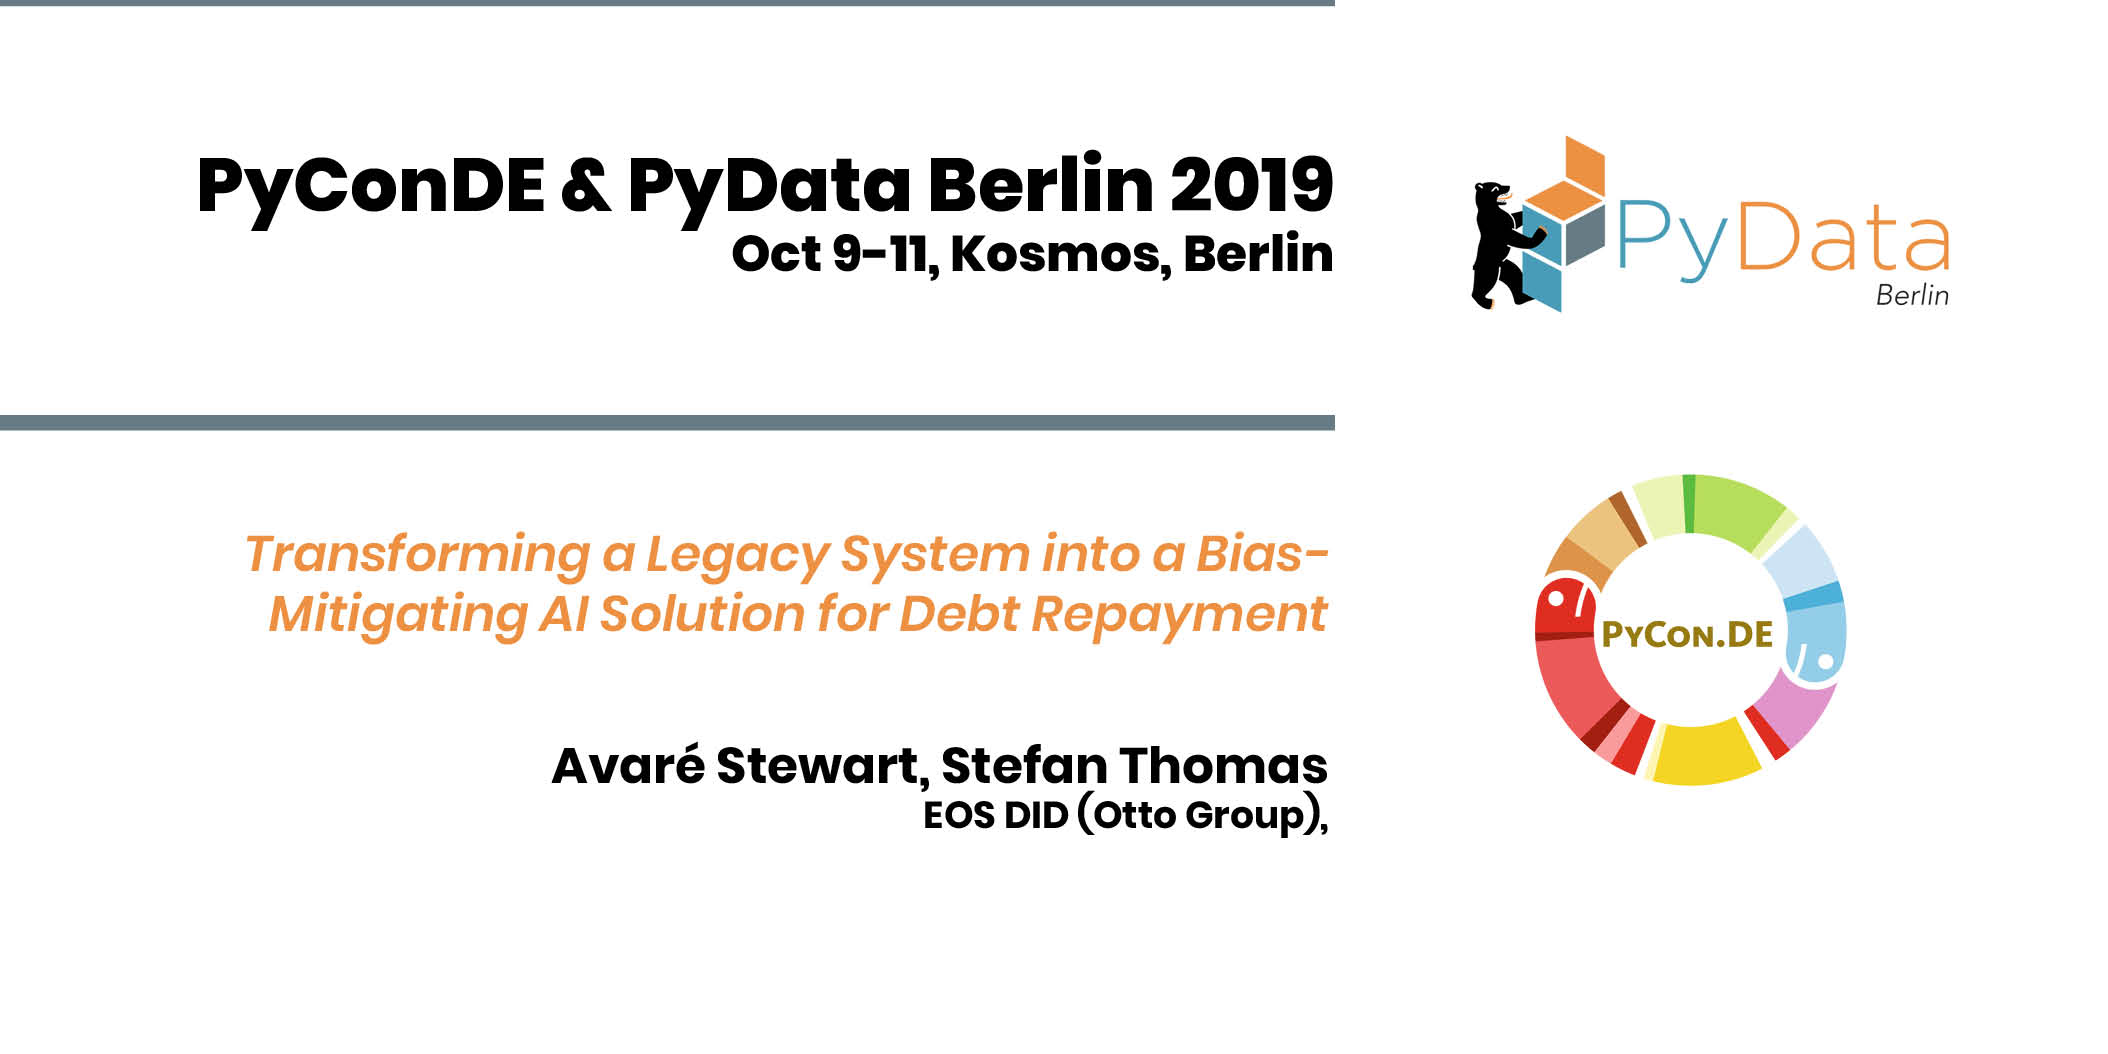 PyConDE & PyData Berlin 2019
Oct 9-11, Kosmos, Berlin
PyData
Berlin
Transforming a Legacy System into a Bias-
Mitigating AI Solution for Debt Repayment
PyCon.DE
Avaré Stewart, Stefan Thomas
EOS DID (Otto Group),